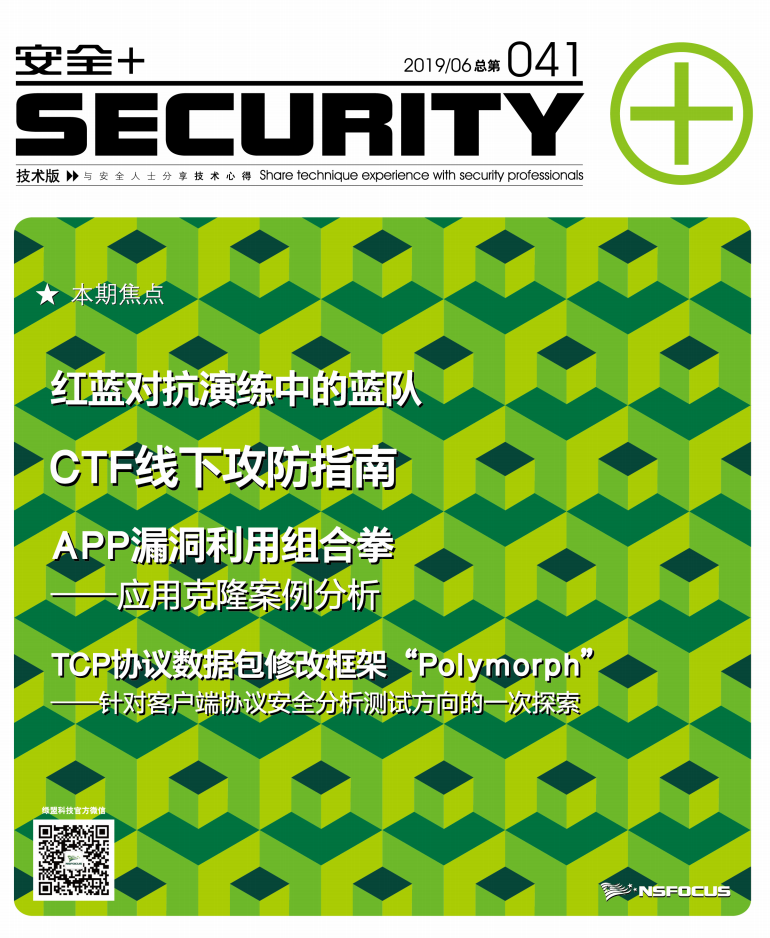 安全+
2019/06 总第 041
SECURITY
技术版 与安全人士分享技术心得 Share technique experience with security professionals
★ 本期焦点
红蓝对抗演练中的蓝队
CTF线下攻防指南
APP漏洞利用组合拳
——应用克隆案例分析
TCP协议数据包修改框架“Polymorph”
——针对客户端协议安全分析测试方向的一次探索
绿盟科技官方微信
NSFOCUS